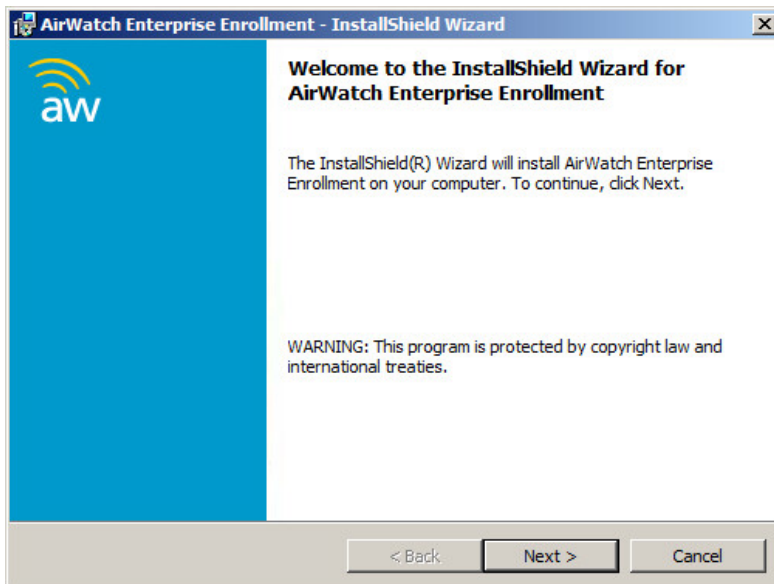 AirWatch Enterprise Enrollment - InstallShield Wizard
aw
Welcome to the InstallShield Wizard for
AirWatch Enterprise Enrollment
The InstallShield(R) Wizard will install AirWatch Enterprise
Enrollment on your computer. To continue, click Next.
WARNING: This program is protected by copyright law and
international treaties.
< Back
Next >
Cancel